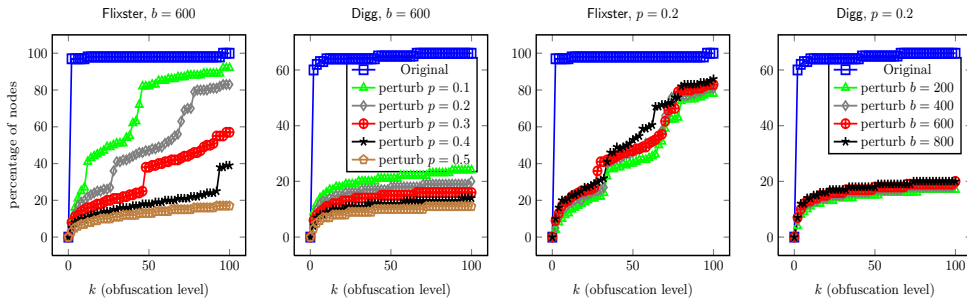 Flixster, b = 600
Digg, b = 600
Flixster, p = 0.2
Digg, p = 0.2
percentage of nodes
100
80
60
40
20
0
0
50
100
k (obfuscation level)
60
40
20
0
Original
perturb p = 0.1
perturb p = 0.2
perturb p = 0.3
perturb p = 0.4
perturb p = 0.5
0
50
100
k (obfuscation level)
100
80
60
40
20
0
0
50
100
k (obfuscation level)
60
40
20
0
Original
perturb b = 200
perturb b = 400
perturb b = 600
perturb b = 800
0
50
100
k (obfuscation level)